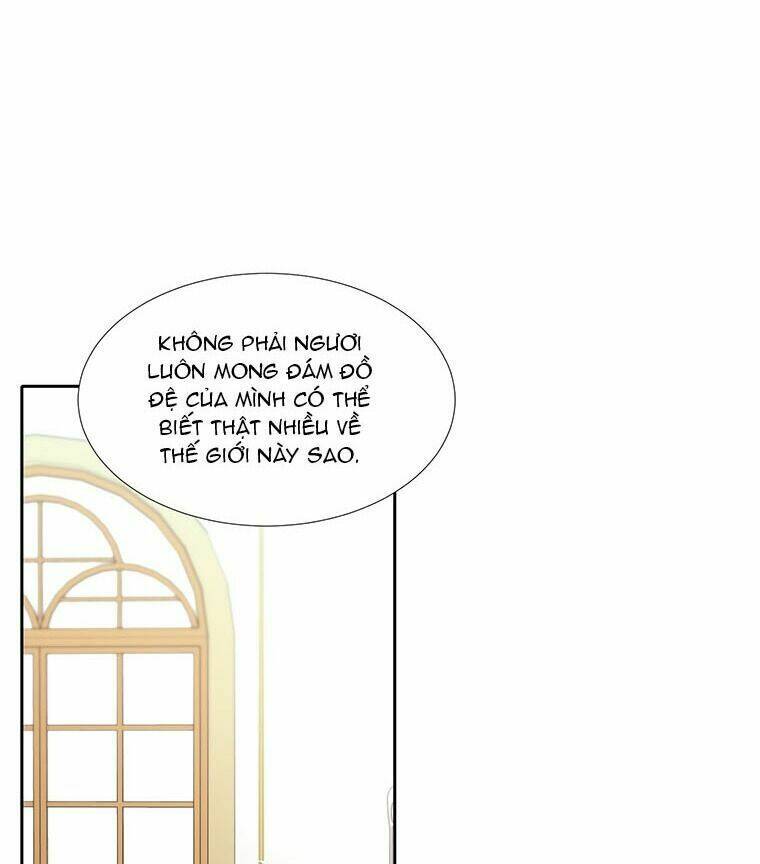 KHÔNG PHẢI NGƯƠI
LUÔN MONG ĐÁM ĐỒ
ĐỆ CỦA MÌNH CÓ THỂ
BIẾT THẬT NHIỀU VỀ
THẾ GIỚI NÀY SAO.